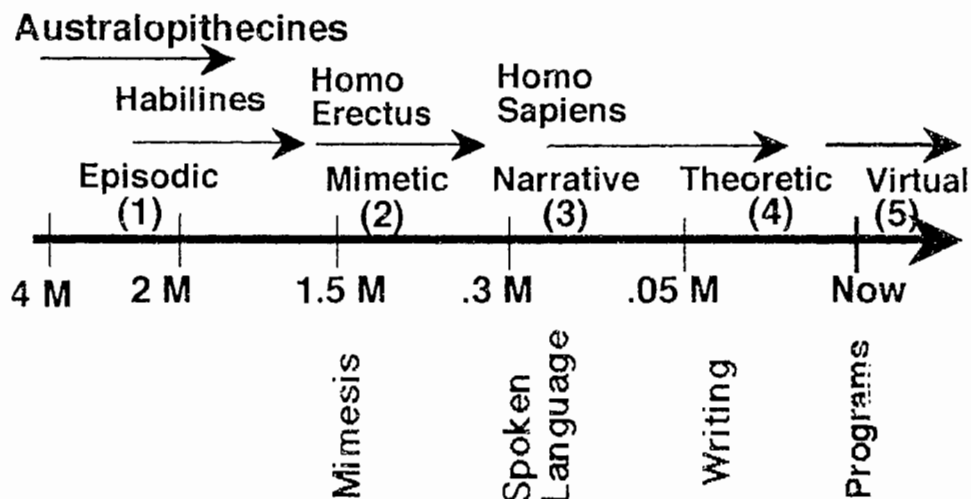 Australopithecines
Habilines
Homo
Erectus
Homo
Sapiens
Episodic
(1)
Mimetic
(2)
Narrative
(3)
Theoretic
(4)
Virtual
(5)
4 M
2 M
1.5 M
.3 M
.05 M
Now
Mimesis
Spoken
Language
Writing
Programs